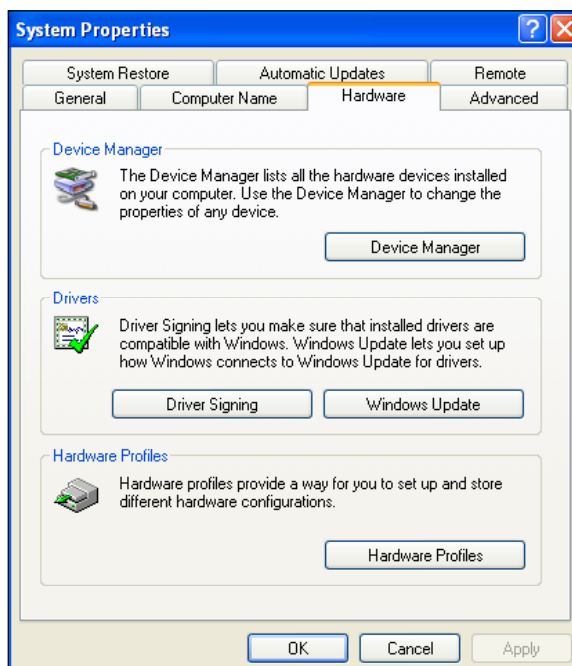 System Properties
System Restore Automatic Updates Remote
General Computer Name Hardware Advanced
Device Manager
The Device Manager lists all the hardware devices installed
on your computer. Use the Device Manager to change the
properties of any device.
Device Manager
Drivers
Driver Signing lets you make sure that installed drivers are
compatible with Windows. Windows Update lets you set up
how Windows connects to Windows Update for drivers.
Driver Signing Windows Update
Hardware Profiles
Hardware profiles provide a way for you to set up and store
different hardware configurations.
Hardware Profiles
OK Cancel Apply